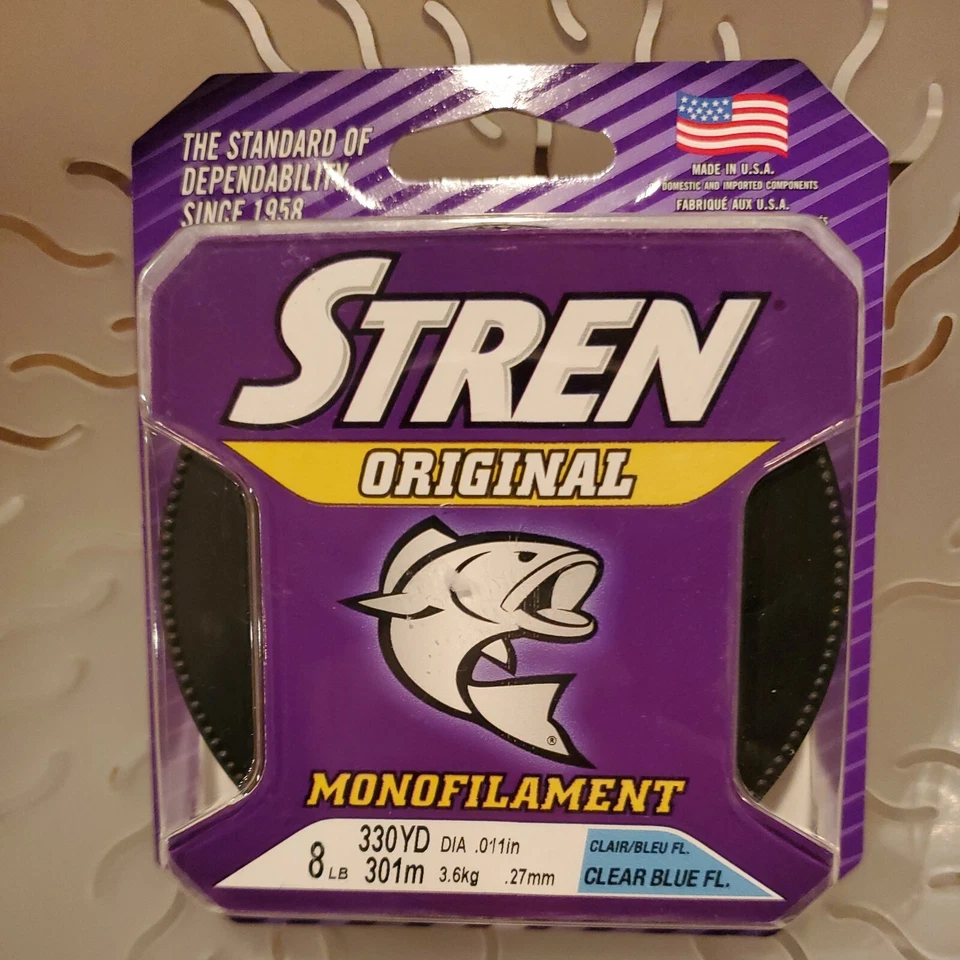 THE STANDARD OF
DEPENDABILITY
SINCE 1958
MADE IN U.S.A.
DOMESTIC AND IMPORTED COMPONENTS
FABRIQUÉ AUX U.S.A.
STREN
ORIGINAL
®
MONOFILAMENT
8 LB
330YD DIA .011in
301m 3.6kg .27mm
CLAIR/BLEU FL.
CLEAR BLUE FL.